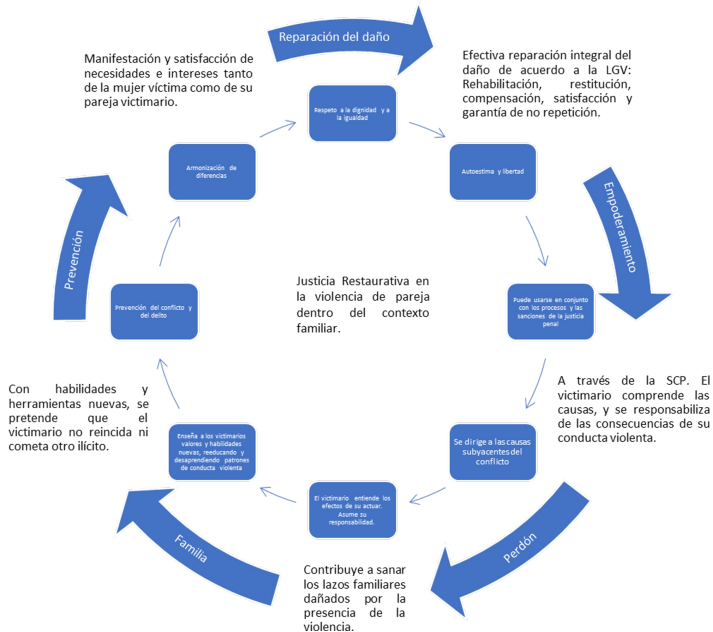 Reparación del daño
Manifestación y satisfacción de
necesidades e intereses tanto
de la mujer víctima como de su
pareja victimario.
Efectiva reparación integral del
daño de acuerdo a la LGV:
Rehabilitación, restitución,
compensación, satisfacción y
garantía de no repetición.
Respeto a la dignidad y a
la igualdad
Armonización de
diferencias
Autoestima y libertad
Empoderamiento
Prevención
Justicia Restaurativa en
la violencia de pareja
dentro del contexto
familiar.
Prevención del conflicto y
del delito
Puede usarse en conjunto
con los procesos y las
sanciones de la justicia
penal
Con habilidades y
herramientas nuevas, se
pretende que el
victimario no reincida ni
cometa otro ilícito.
A través de la SCP. El
victimario comprende las
causas, y se responsabiliza
de las consecuencias de su
conducta violenta.
Enseña a los victimarios
valores y habilidades
nuevas, reeducando y
desaprendiendo patrones
de conducta violenta
Se dirige a las causas
subyacentes del
conflicto
El victimario entiende los
efectos de su actuar.
Asume su
responsabilidad.
Familia
Perdón
Contribuye a sanar
los lazos familiares
dañados por la
presencia de la
violencia.